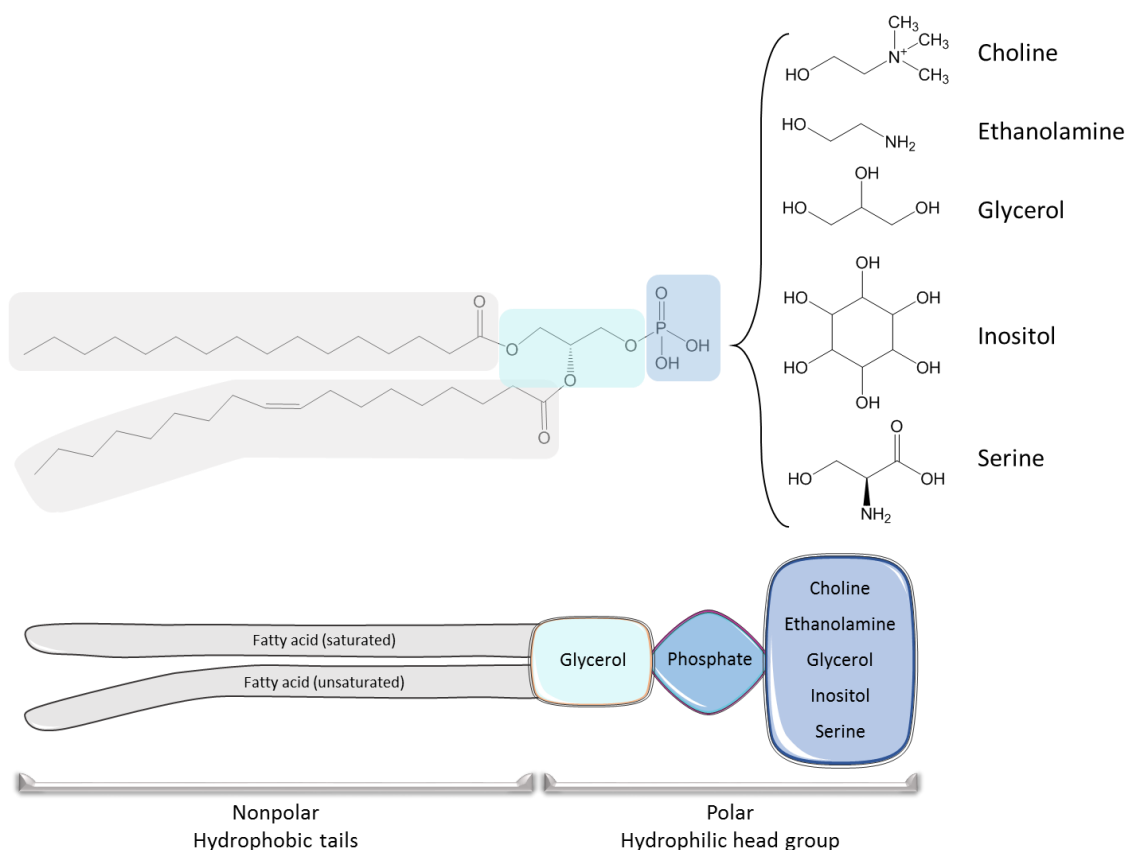 CH3
CH3
N+
HO
CH3
Choline
HO
NH2
Ethanolamine
OH
HO
OH
Glycerol
OH
HO
OH
HO
OH
OH
Inositol
O
HO
OH
NH2
Serine
O
O
O
O
P
OH
OH
O
O
Choline
Ethanolamine
Glycerol
Inositol
Serine
Fatty acid (saturated)
Fatty acid (unsaturated)
Glycerol
Phosphate
Nonpolar
Hydrophobic tails
Polar
Hydrophilic head group